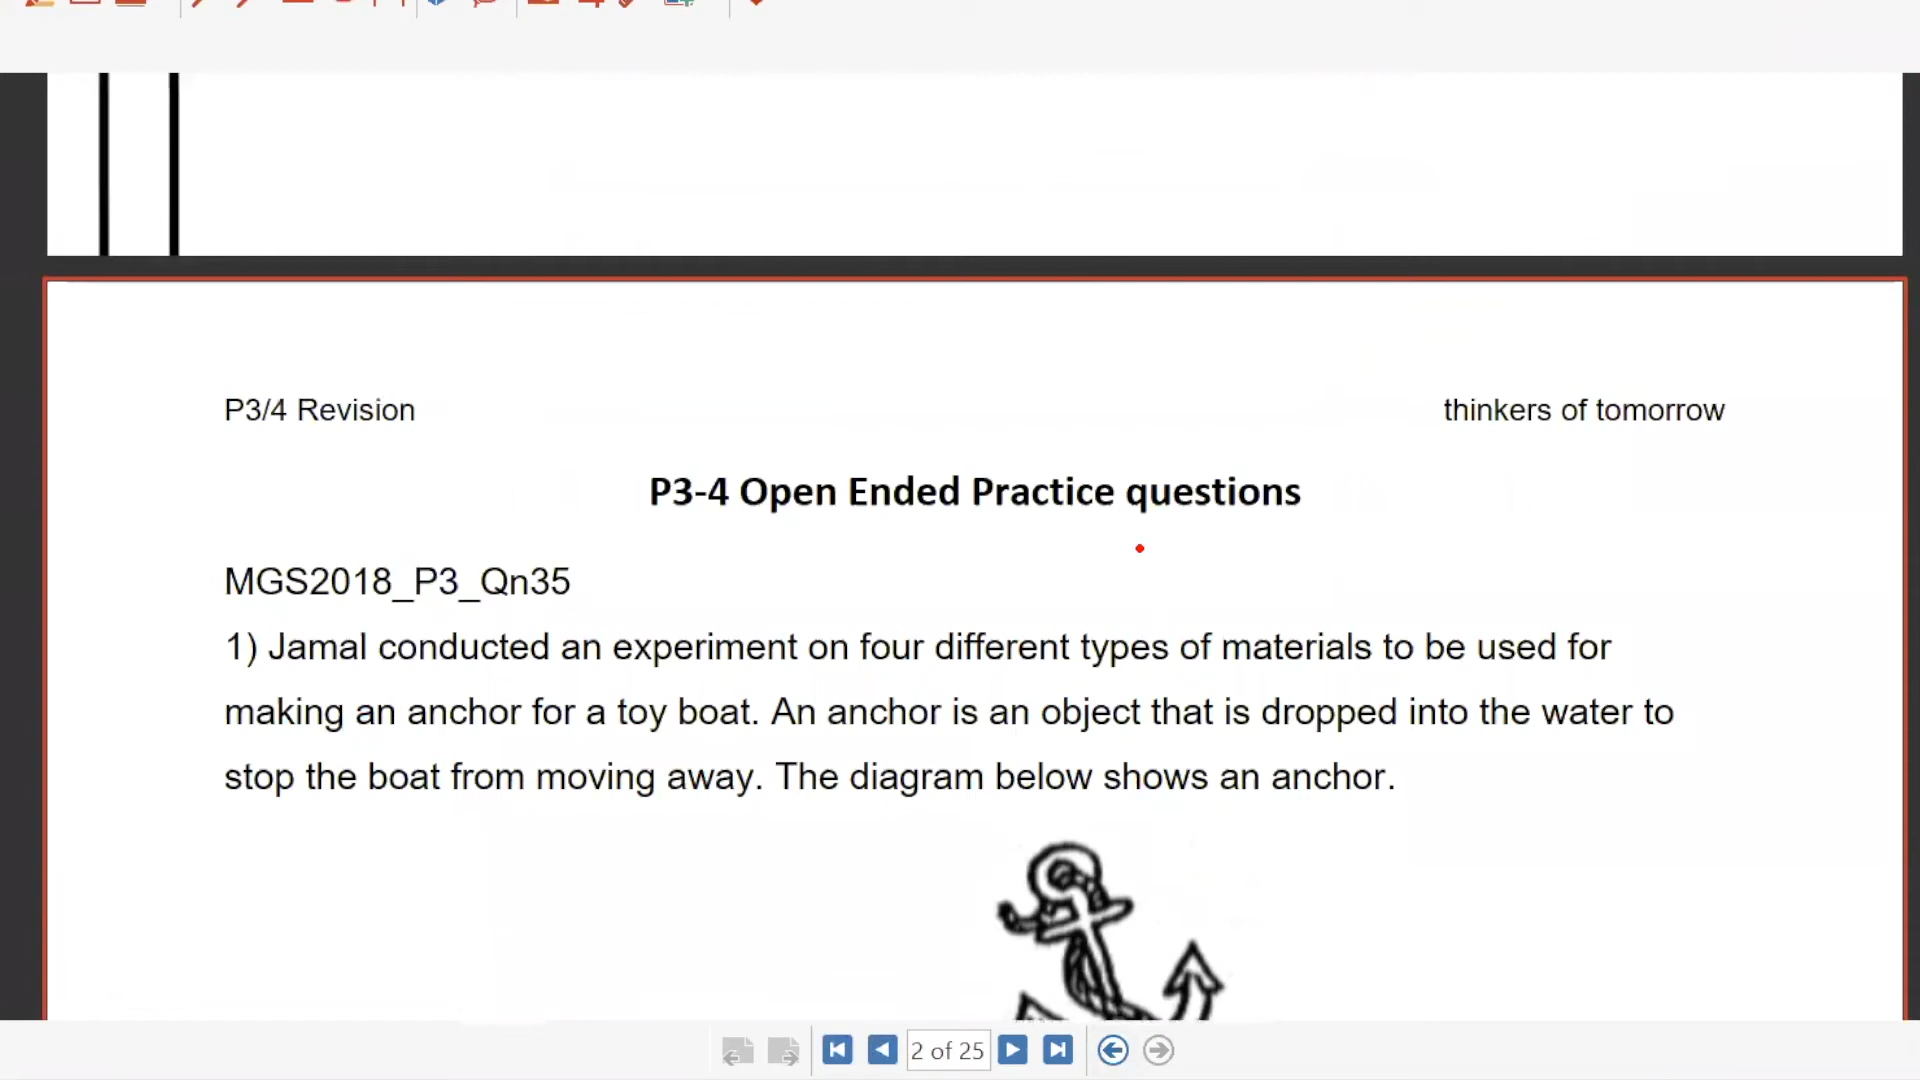 P3/4 Revision
thinkers of tomorrow
P3-4 Open Ended Practice questions
MGS2018_P3_Qn35
1) Jamal conducted an experiment on four different types of materials to be used for
making an anchor for a toy boat. An anchor is an object that is dropped into the water to
stop the boat from moving away. The diagram below shows an anchor.
2 of 25